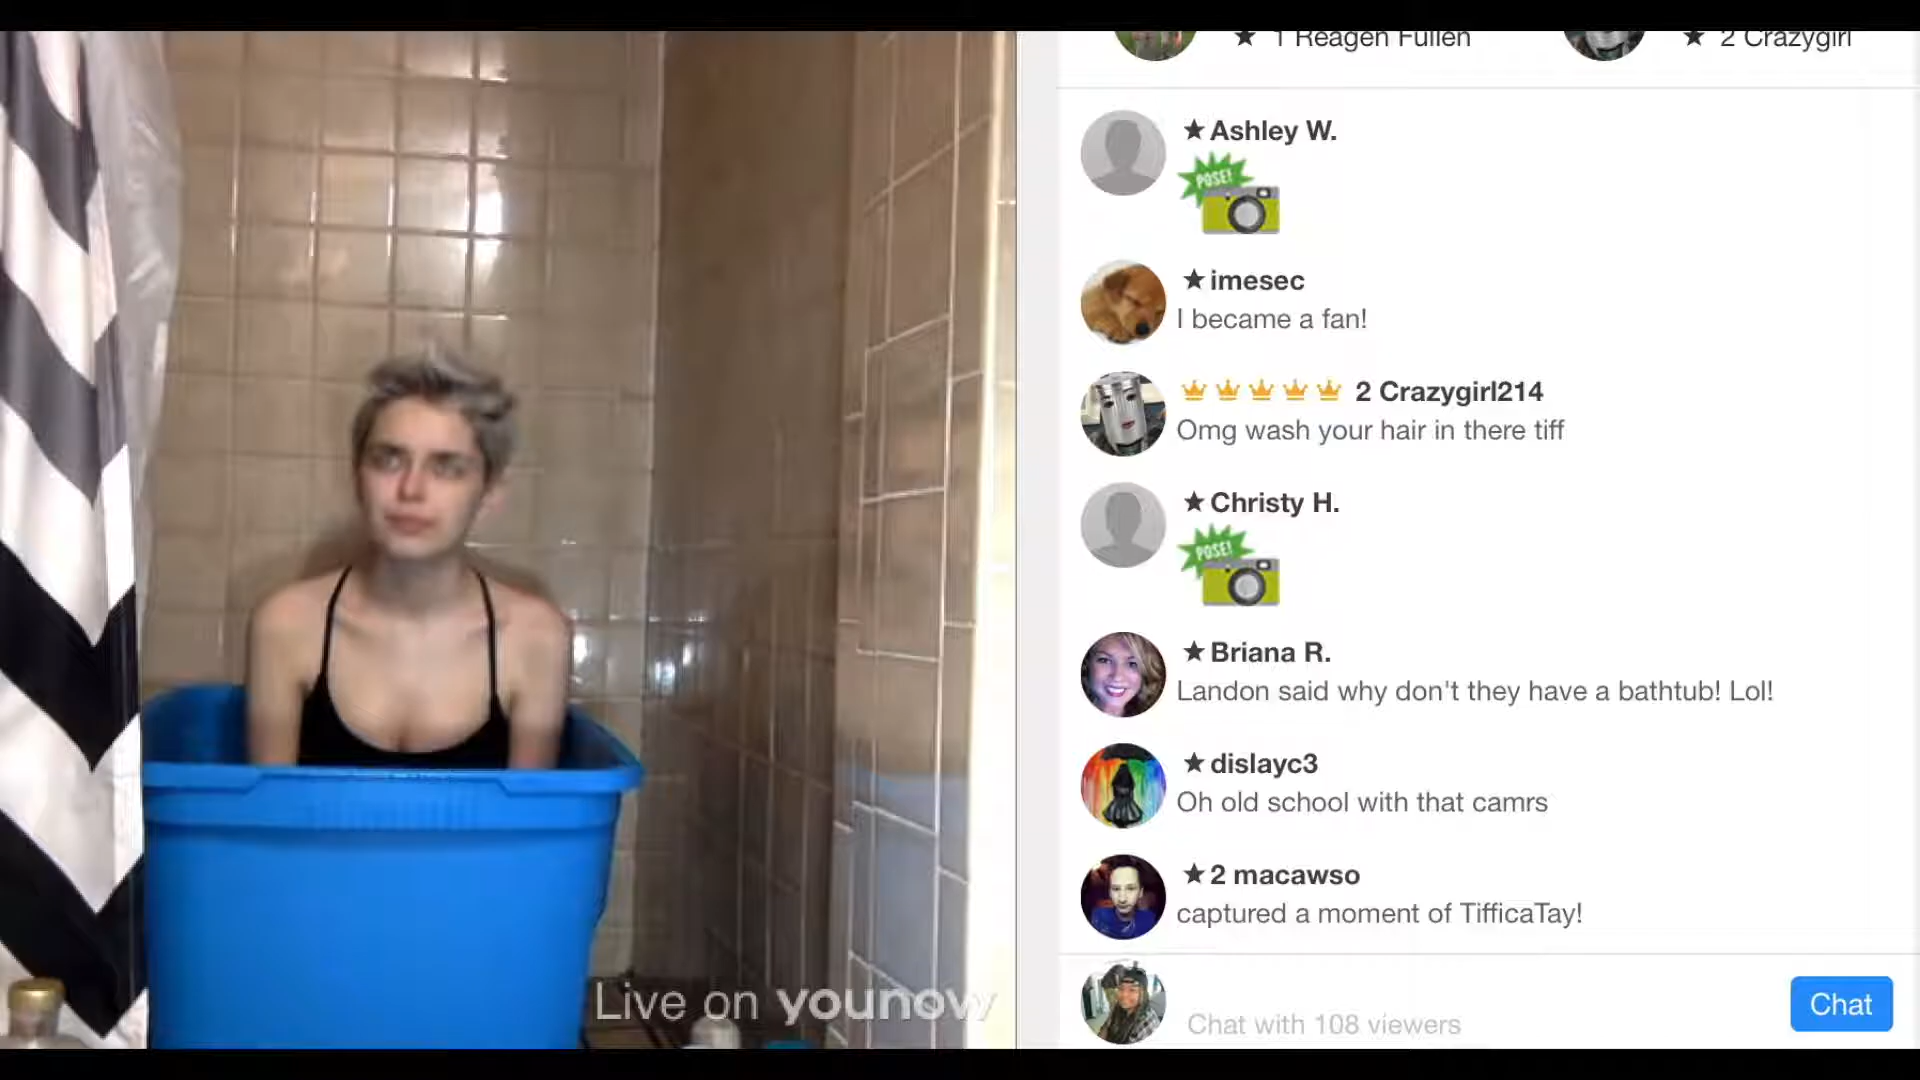 ★ 1 Reagen Fullen
★ 2 Crazygirl
★ Ashley W.
POSE!
★ imesec
I became a fan!
2 Crazygirl214
Omg wash your hair in there tiff
★ Christy H.
POSE!
★ Briana R.
Landon said why don't they have a bathtub! Lol!
★ dislayc3
Oh old school with that camrs
★ 2 macawso
captured a moment of TifficaTay!
Live on younow
Chat with 108 viewers
Chat